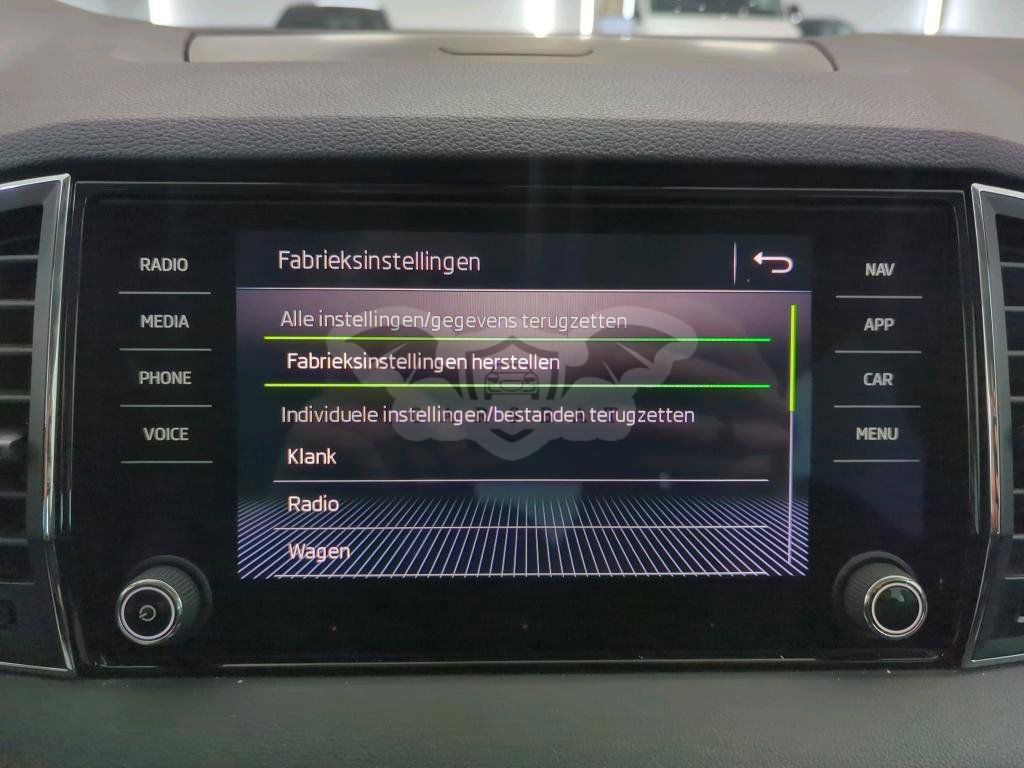 Fabrieksinstellingen
RADIO
NAV
Alle instellingen/gegevens terugzetten
MEDIA
APP
Fabrieksinstellingen herstellen
PHONE
CAR
Individuele instellingen/bestanden terugzetten
VOICE
MENU
Klank
Radio
Wagen